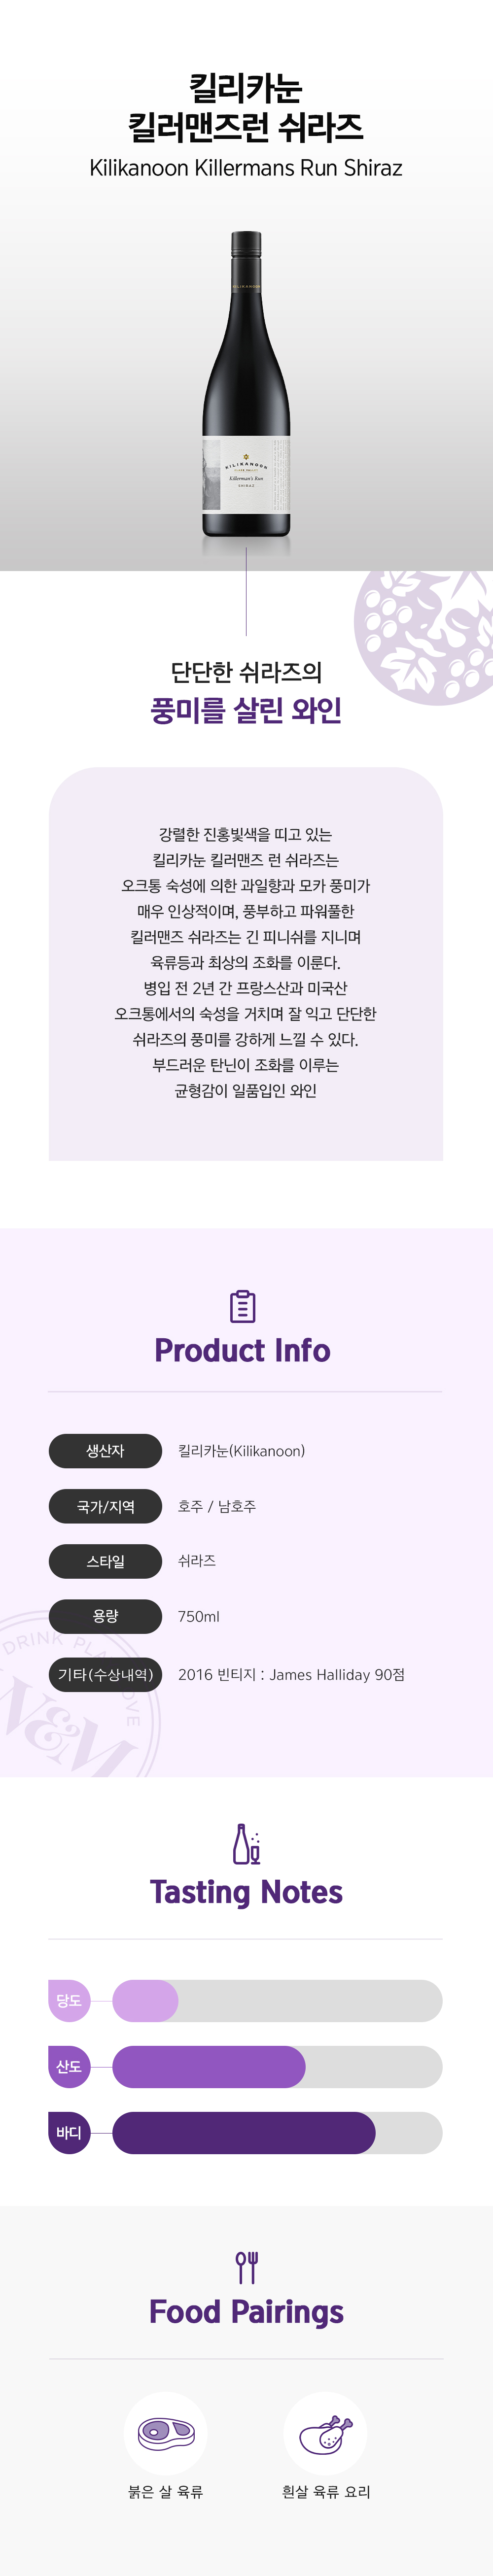 킬리카눈
킬러맨즈런 쉬라즈
Kilikanoon Killermans Run Shiraz
KILIKANOON
KILIKANOON
Killerman's Run
SHIRAZ
단단한 쉬라즈의
풍미를 살린 와인
강렬한 진홍빛색을 띠고 있는
킬리카눈 킬러맨즈 런 쉬라즈는
오크통 숙성에 의한 과일향과 모카 풍미가
매우 인상적이며, 풍부하고 파워풀한
킬러맨즈 쉬라즈는 긴 피니쉬를 지니며
육류등과 최상의 조화를 이룬다.
병입 전 2년 간 프랑스산과 미국산
오크통에서의 숙성을 거치며 잘 익고 단단한
쉬라즈의 풍미를 강하게 느낄 수 있다.
부드러운 탄닌이 조화를 이루는
균형감이 일품입인 와인
Product Info
생산자 킬리카눈(Kilikanoon)
국가/지역 호주 / 남호주
스타일 쉬라즈
용량 750ml
기타(수상내역) 2016 빈티지 : James Halliday 90점
DRINK
W&M
Tasting Notes
당도
산도
바디
Food Pairings
붉은 살 육류 흰살 육류 요리